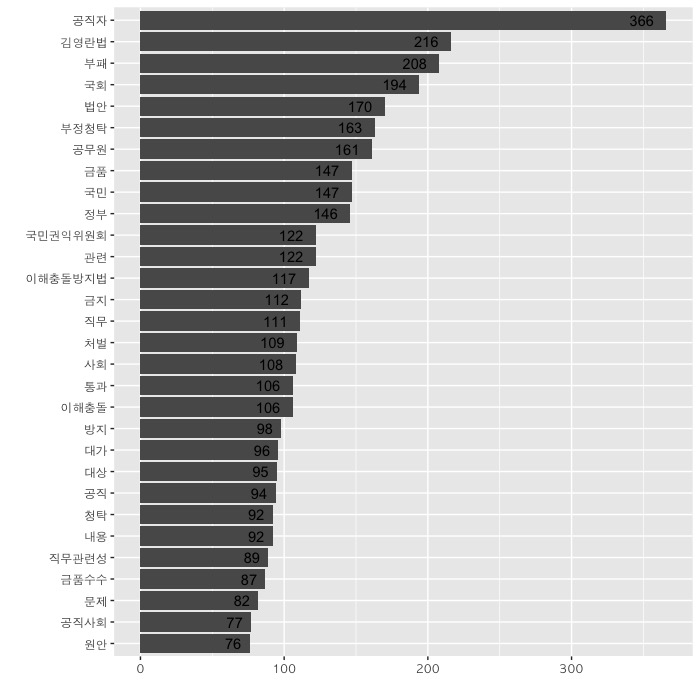 공직자 366
김영란법 216
부패 208
국회 194
법안 170
부정청탁 163
공무원 161
금품 147
국민 147
정부 146
국민권익위원회 122
관련 122
이해충돌방지법 117
금지 112
직무 111
처벌 109
사회 108
통과 106
이해충돌 106
방지 98
대가 96
대상 95
공직 94
청탁 92
내용 92
직무관련성 89
금품수수 87
문제 82
공직사회 77
원안 76
0 100 200 300